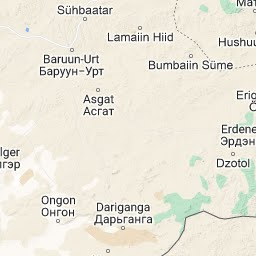 Sühbaatar
Lamaiin Hiid
Hushuu
Baruun-Urt
Баруун-Урт
Bumbaiin Süme
Asgat
Асгат
Erdene
Эрдэн
Dzotol
Ongon
Онгон
Dariganga
Дарьганга